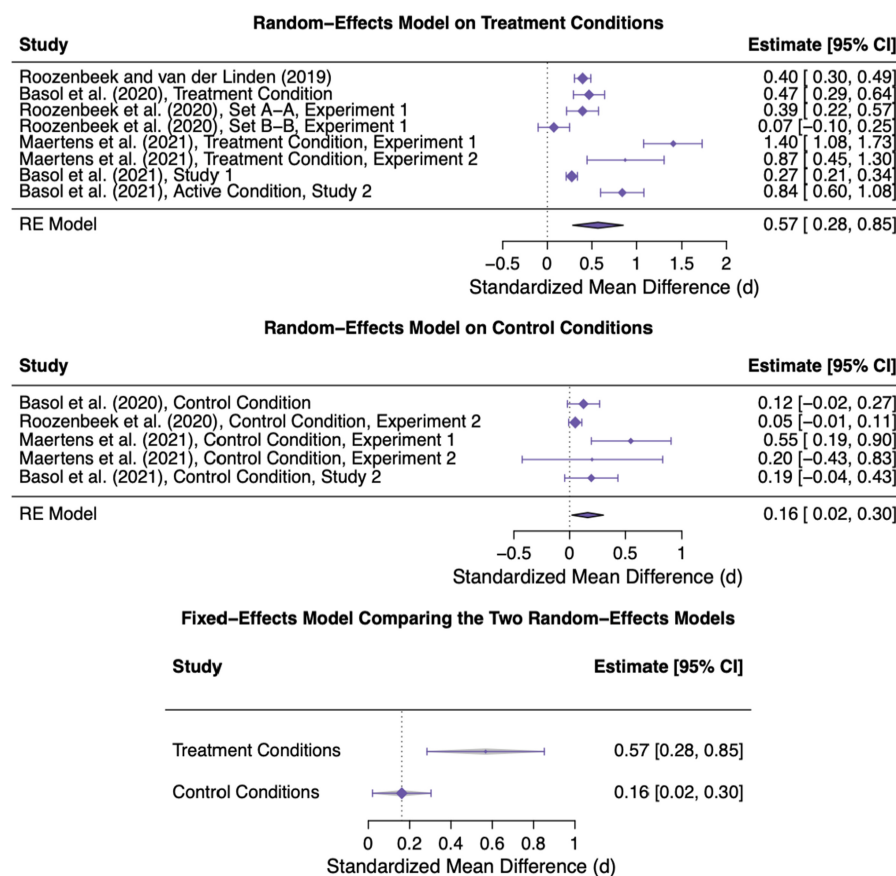 Random−Effects Model on Treatment Conditions
Study Estimate [95% CI]
Roozenbeek and van der Linden (2019) 0.40 [ 0.30, 0.49]
Basol et al. (2020), Treatment Condition 0.47 [ 0.29, 0.64]
Roozenbeek et al. (2020), Set A−A, Experiment 1 0.39 [ 0.22, 0.57]
Roozenbeek et al. (2020), Set B−B, Experiment 1 0.07 [−0.10, 0.25]
Maertens et al. (2021), Treatment Condition, Experiment 1 1.40 [ 1.08, 1.73]
Maertens et al. (2021), Treatment Condition, Experiment 2 0.87 [ 0.45, 1.30]
Basol et al. (2021), Study 1 0.27 [ 0.21, 0.34]
Basol et al. (2021), Active Condition, Study 2 0.84 [ 0.60, 1.08]
RE Model 0.57 [ 0.28, 0.85]
−0.5 0 0.5 1 1.5 2
Standardized Mean Difference (d)
Random−Effects Model on Control Conditions
Study Estimate [95% CI]
Basol et al. (2020), Control Condition 0.12 [−0.02, 0.27]
Roozenbeek et al. (2020), Control Condition, Experiment 2 0.05 [−0.01, 0.11]
Maertens et al. (2021), Control Condition, Experiment 1 0.55 [ 0.19, 0.90]
Maertens et al. (2021), Control Condition, Experiment 2 0.20 [−0.43, 0.83]
Basol et al. (2021), Control Condition, Study 2 0.19 [−0.04, 0.43]
RE Model 0.16 [ 0.02, 0.30]
−0.5 0 0.5 1
Standardized Mean Difference (d)
Fixed−Effects Model Comparing the Two Random−Effects Models
Study Estimate [95% CI]
Treatment Conditions 0.57 [0.28, 0.85]
Control Conditions 0.16 [0.02, 0.30]
0 0.2 0.4 0.6 0.8 1
Standardized Mean Difference (d)